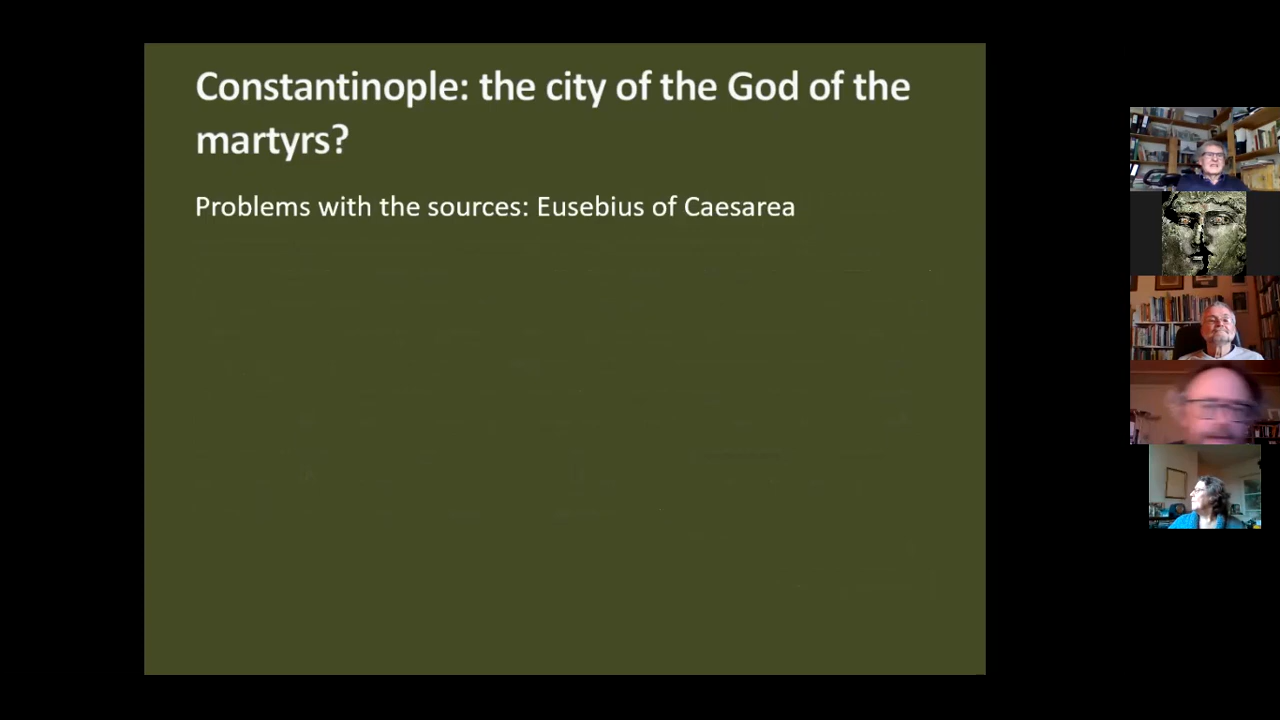 Constantinople: the city of the God of the
martyrs?
Problems with the sources: Eusebius of Caesarea